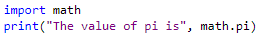 import math
print("The value of pi is", math.pi)